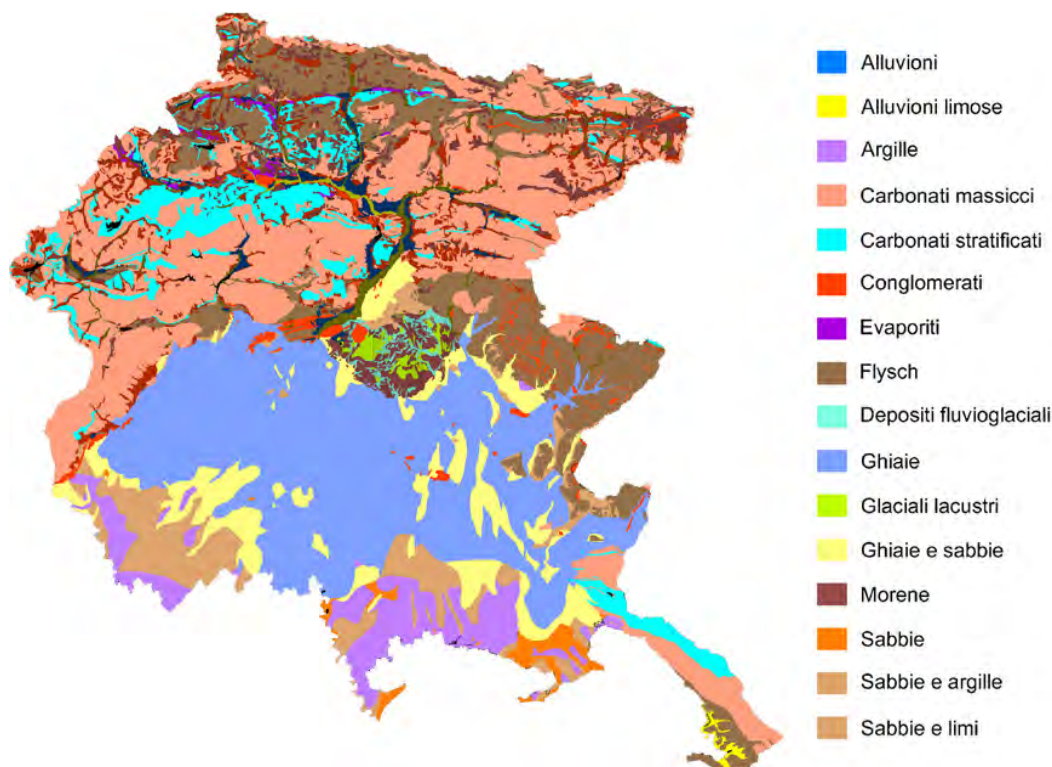 Alluvioni
Alluvioni limose
Argille
Carbonati massicci
Carbonati stratificati
Conglomerati
Evaporiti
Flysch
Depositi fluvioglaciali
Ghiaie
Glaciali lacustri
Ghiaie e sabbie
Morene
Sabbie
Sabbie e argille
Sabbie e limi